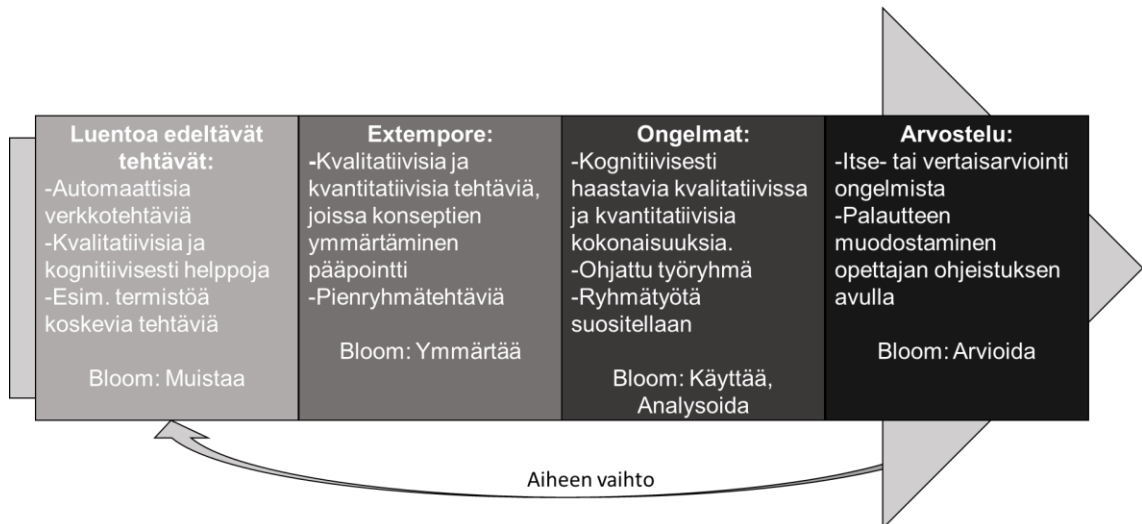 Luentoa edeltävät
tehtävät:
-Automaattisia
verkkotehtäviä
-Kvalitatiivisia ja
kognitiivisesti helppoja
-Esim. termistöä
koskevia tehtäviä
Bloom: Muistaa
Extempore:
-Kvalitatiivisia ja
kvantitatiivisia tehtäviä,
joissa konseptien
ymmärtäminen
pääpointti
-Pienryhmätehtäviä
Bloom: Ymmärtää
Ongelmat:
-Kognitiivisesti
haastavia kvalitatiivissa
ja kvantitatiivisia
kokonaisuuksia.
-Ohjattu työryhmä
-Ryhmätyötä
suositellaan
Bloom: Käyttää,
Analysoida
Arvostelu:
-Itse- tai vertaisarviointi
ongelmista
-Palautteen
muodostaminen
opettajan ohjeistuksen
avulla
Bloom: Arvioida
Aiheen vaihto